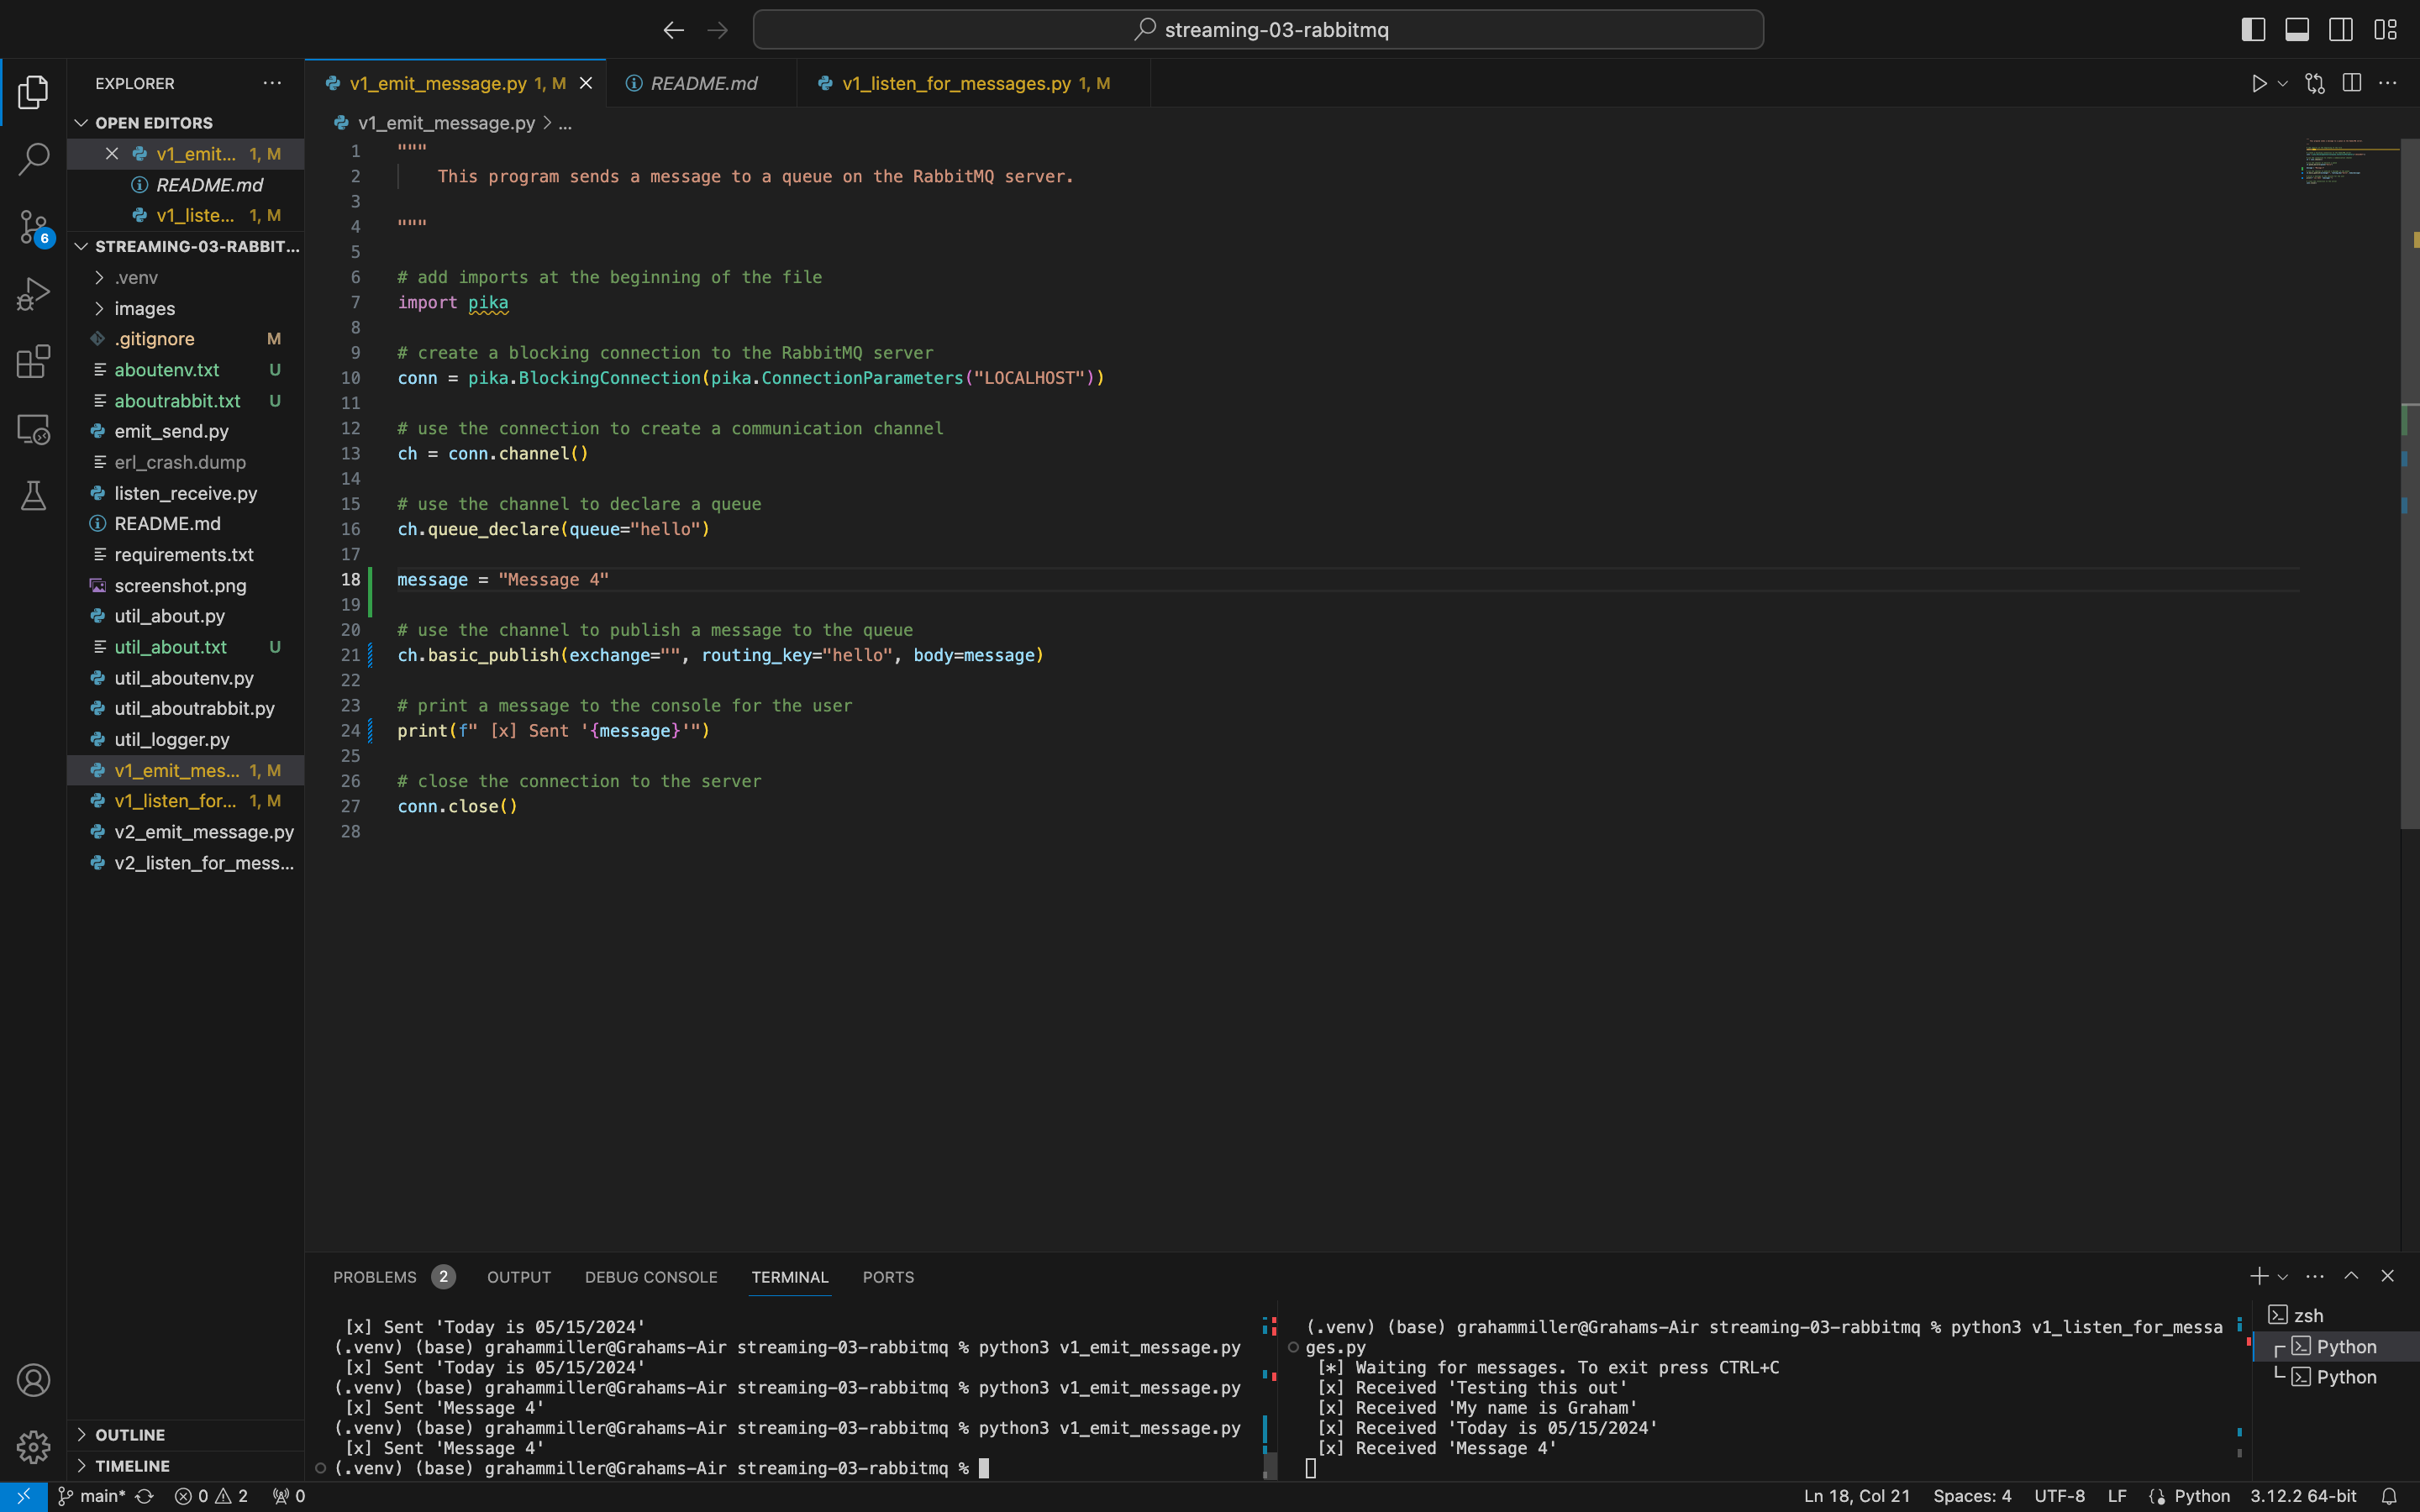 streaming-03-rabbitmq
EXPLORER
OPEN EDITORS
v1_emit... 1, M
README.md
v1_liste... 1, M
STREAMING-03-RABBIT...
.venv
images
.gitignore M
aboutenv.txt U
aboutrabbit.txt U
emit_send.py
erl_crash.dump
listen_receive.py
README.md
requirements.txt
screenshot.png
util_about.py
util_about.txt U
util_aboutenv.py
util_aboutrabbit.py
util_logger.py
v1_emit_mes... 1, M
v1_listen_for... 1, M
v2_emit_message.py
v2_listen_for_mess...
OUTLINE
TIMELINE
6
v1_emit_message.py 1, M
README.md
v1_listen_for_messages.py 1, M
v1_emit_message.py > ...
1 """
2 This program sends a message to a queue on the RabbitMQ server.
3
4 """
5
6 # add imports at the beginning of the file
7 import pika
8
9 # create a blocking connection to the RabbitMQ server
10 conn = pika.BlockingConnection(pika.ConnectionParameters("LOCALHOST"))
11
12 # use the connection to create a communication channel
13 ch = conn.channel()
14
15 # use the channel to declare a queue
16 ch.queue_declare(queue="hello")
17
18 message = "Message 4"
19
20 # use the channel to publish a message to the queue
21 ch.basic_publish(exchange="", routing_key="hello", body=message)
22
23 # print a message to the console for the user
24 print(f" [x] Sent '{message}'")
25
26 # close the connection to the server
27 conn.close()
28
PROBLEMS 2 OUTPUT DEBUG CONSOLE TERMINAL PORTS
[x] Sent 'Today is 05/15/2024'
(.venv) (base) grahammiller@Grahams-Air streaming-03-rabbitmq % python3 v1_emit_message.py
[x] Sent 'Today is 05/15/2024'
(.venv) (base) grahammiller@Grahams-Air streaming-03-rabbitmq % python3 v1_emit_message.py
[x] Sent 'Message 4'
(.venv) (base) grahammiller@Grahams-Air streaming-03-rabbitmq % python3 v1_emit_message.py
[x] Sent 'Message 4'
(.venv) (base) grahammiller@Grahams-Air streaming-03-rabbitmq %
(.venv) (base) grahammiller@Grahams-Air streaming-03-rabbitmq % python3 v1_listen_for_messa
ges.py
[*] Waiting for messages. To exit press CTRL+C
[x] Received 'Testing this out'
[x] Received 'My name is Graham'
[x] Received 'Today is 05/15/2024'
[x] Received 'Message 4'
zsh
Python
Python
main* 0 2 0
Ln 18, Col 21 Spaces: 4 UTF-8 LF Python 3.12.2 64-bit